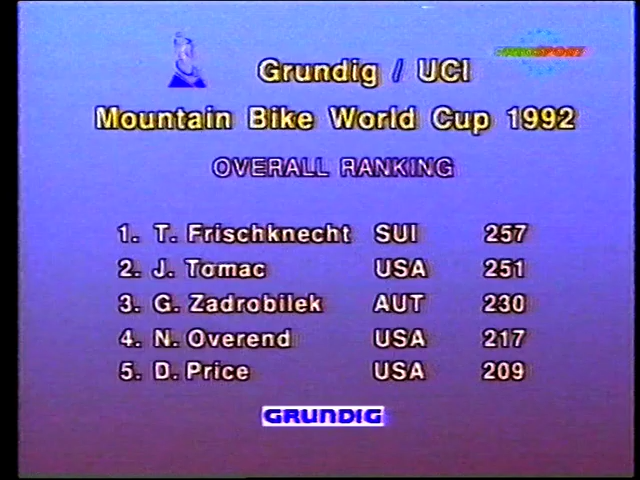 EUROSPORT
Grundig / UCI
Mountain Bike World Cup 1992
OVERALL RANKING
1. T. Frischknecht SUI 257
2. J. Tomac USA 251
3. G. Zadrobilek AUT 230
4. N. Overend USA 217
5. D. Price USA 209
GRUNDIG